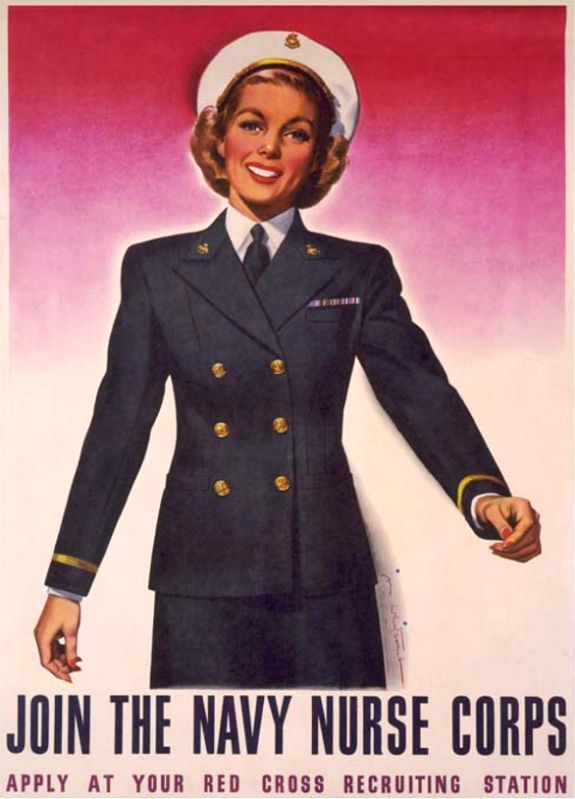 JOIN THE NAVY NURSE CORPS
APPLY AT YOUR RED CROSS RECRUITING STATION